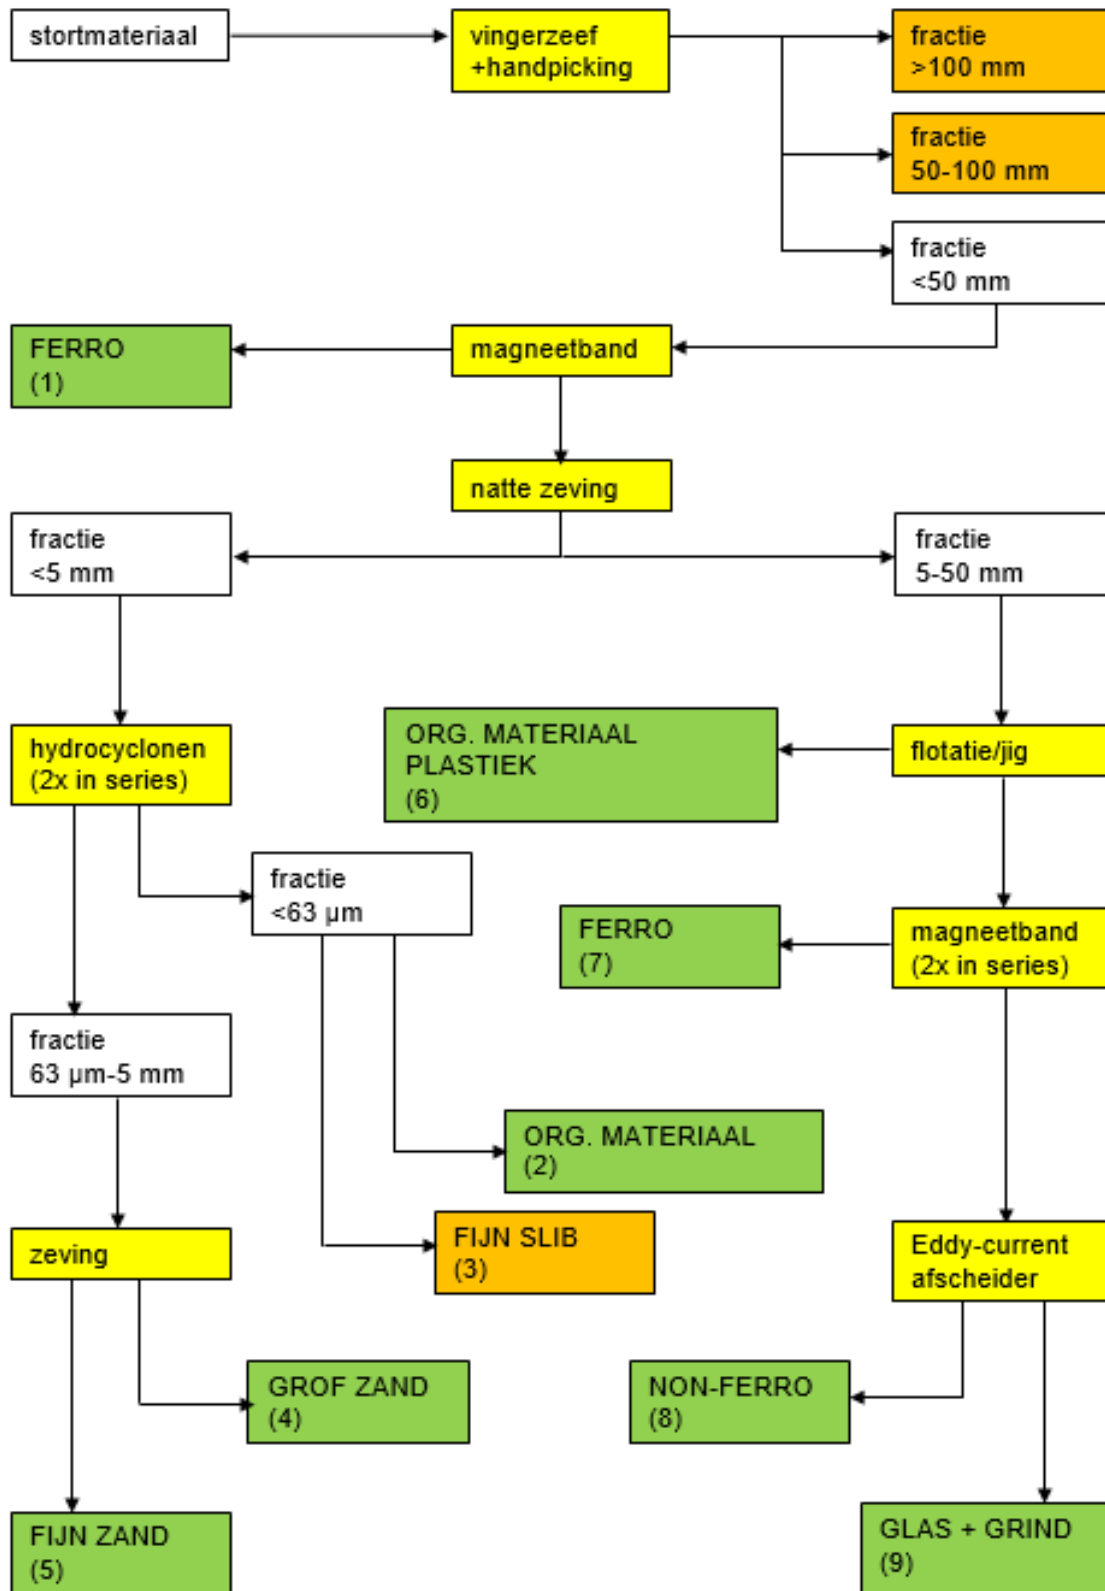 stortmateriaal
vingerzeef
+handpicking
fractie
>100 mm
fractie
50-100 mm
fractie
<50 mm
FERRO
(1)
magneetband
natte zeving
fractie
<5 mm
fractie
5-50 mm
hydrocyclonen
(2x in series)
ORG. MATERIAAL
PLASTIEK
(6)
flotatie/jig
fractie
<63 µm
FERRO
(7)
magneetband
(2x in series)
fractie
63 µm-5 mm
ORG. MATERIAAL
(2)
zeving
FIJN SLIB
(3)
Eddy-current
afscheider
GROF ZAND
(4)
NON-FERRO
(8)
FIJN ZAND
(5)
GLAS + GRIND
(9)